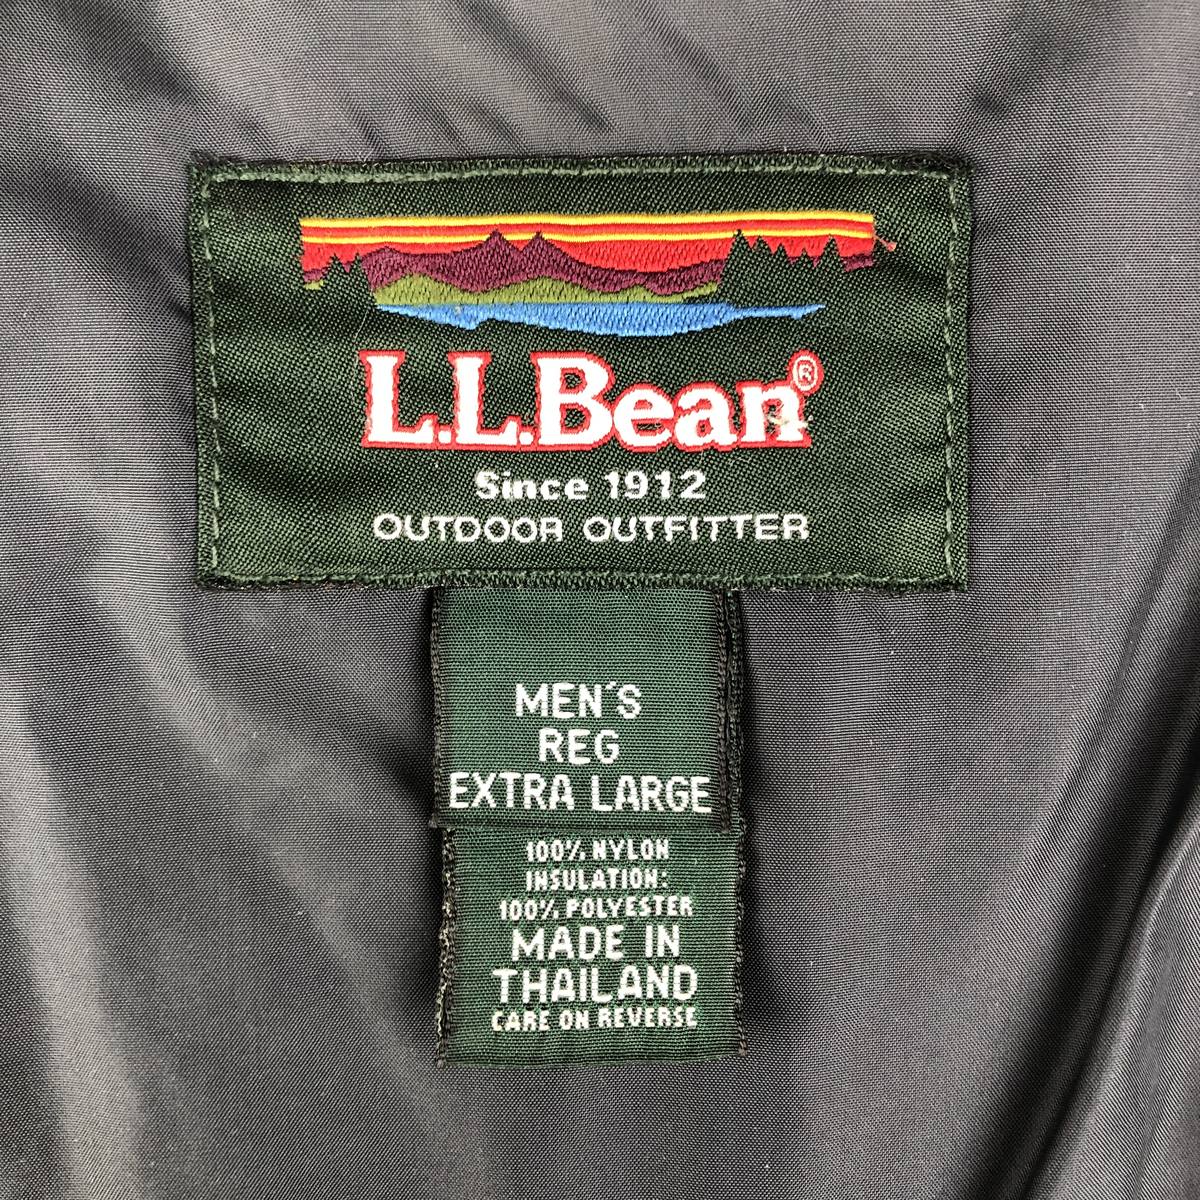 L.L.Bean®
Since 1912
OUTDOOR OUTFITTER
MEN'S
REG
EXTRA LARGE
100% NYLON
INSULATION:
100% POLYESTER
MADE IN
THAILAND
CARE ON REVERSE